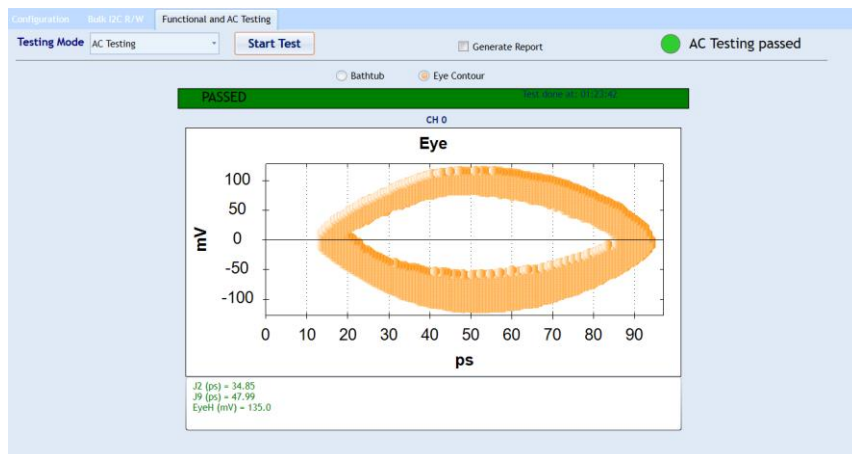 Configuration Bulk I2C R/W Functional and AC Testing
Testing Mode AC Testing Start Test Generate Report AC Testing passed
Bathtub Eye Contour
PASSED Test done at: 01:23:42
CH 0
Eye
mV
100
50
0
-50
-100
0 10 20 30 40 50 60 70 80 90
ps
J2 (ps) = 34.85
J9 (ps) = 47.99
EyeH (mV) = 135.0